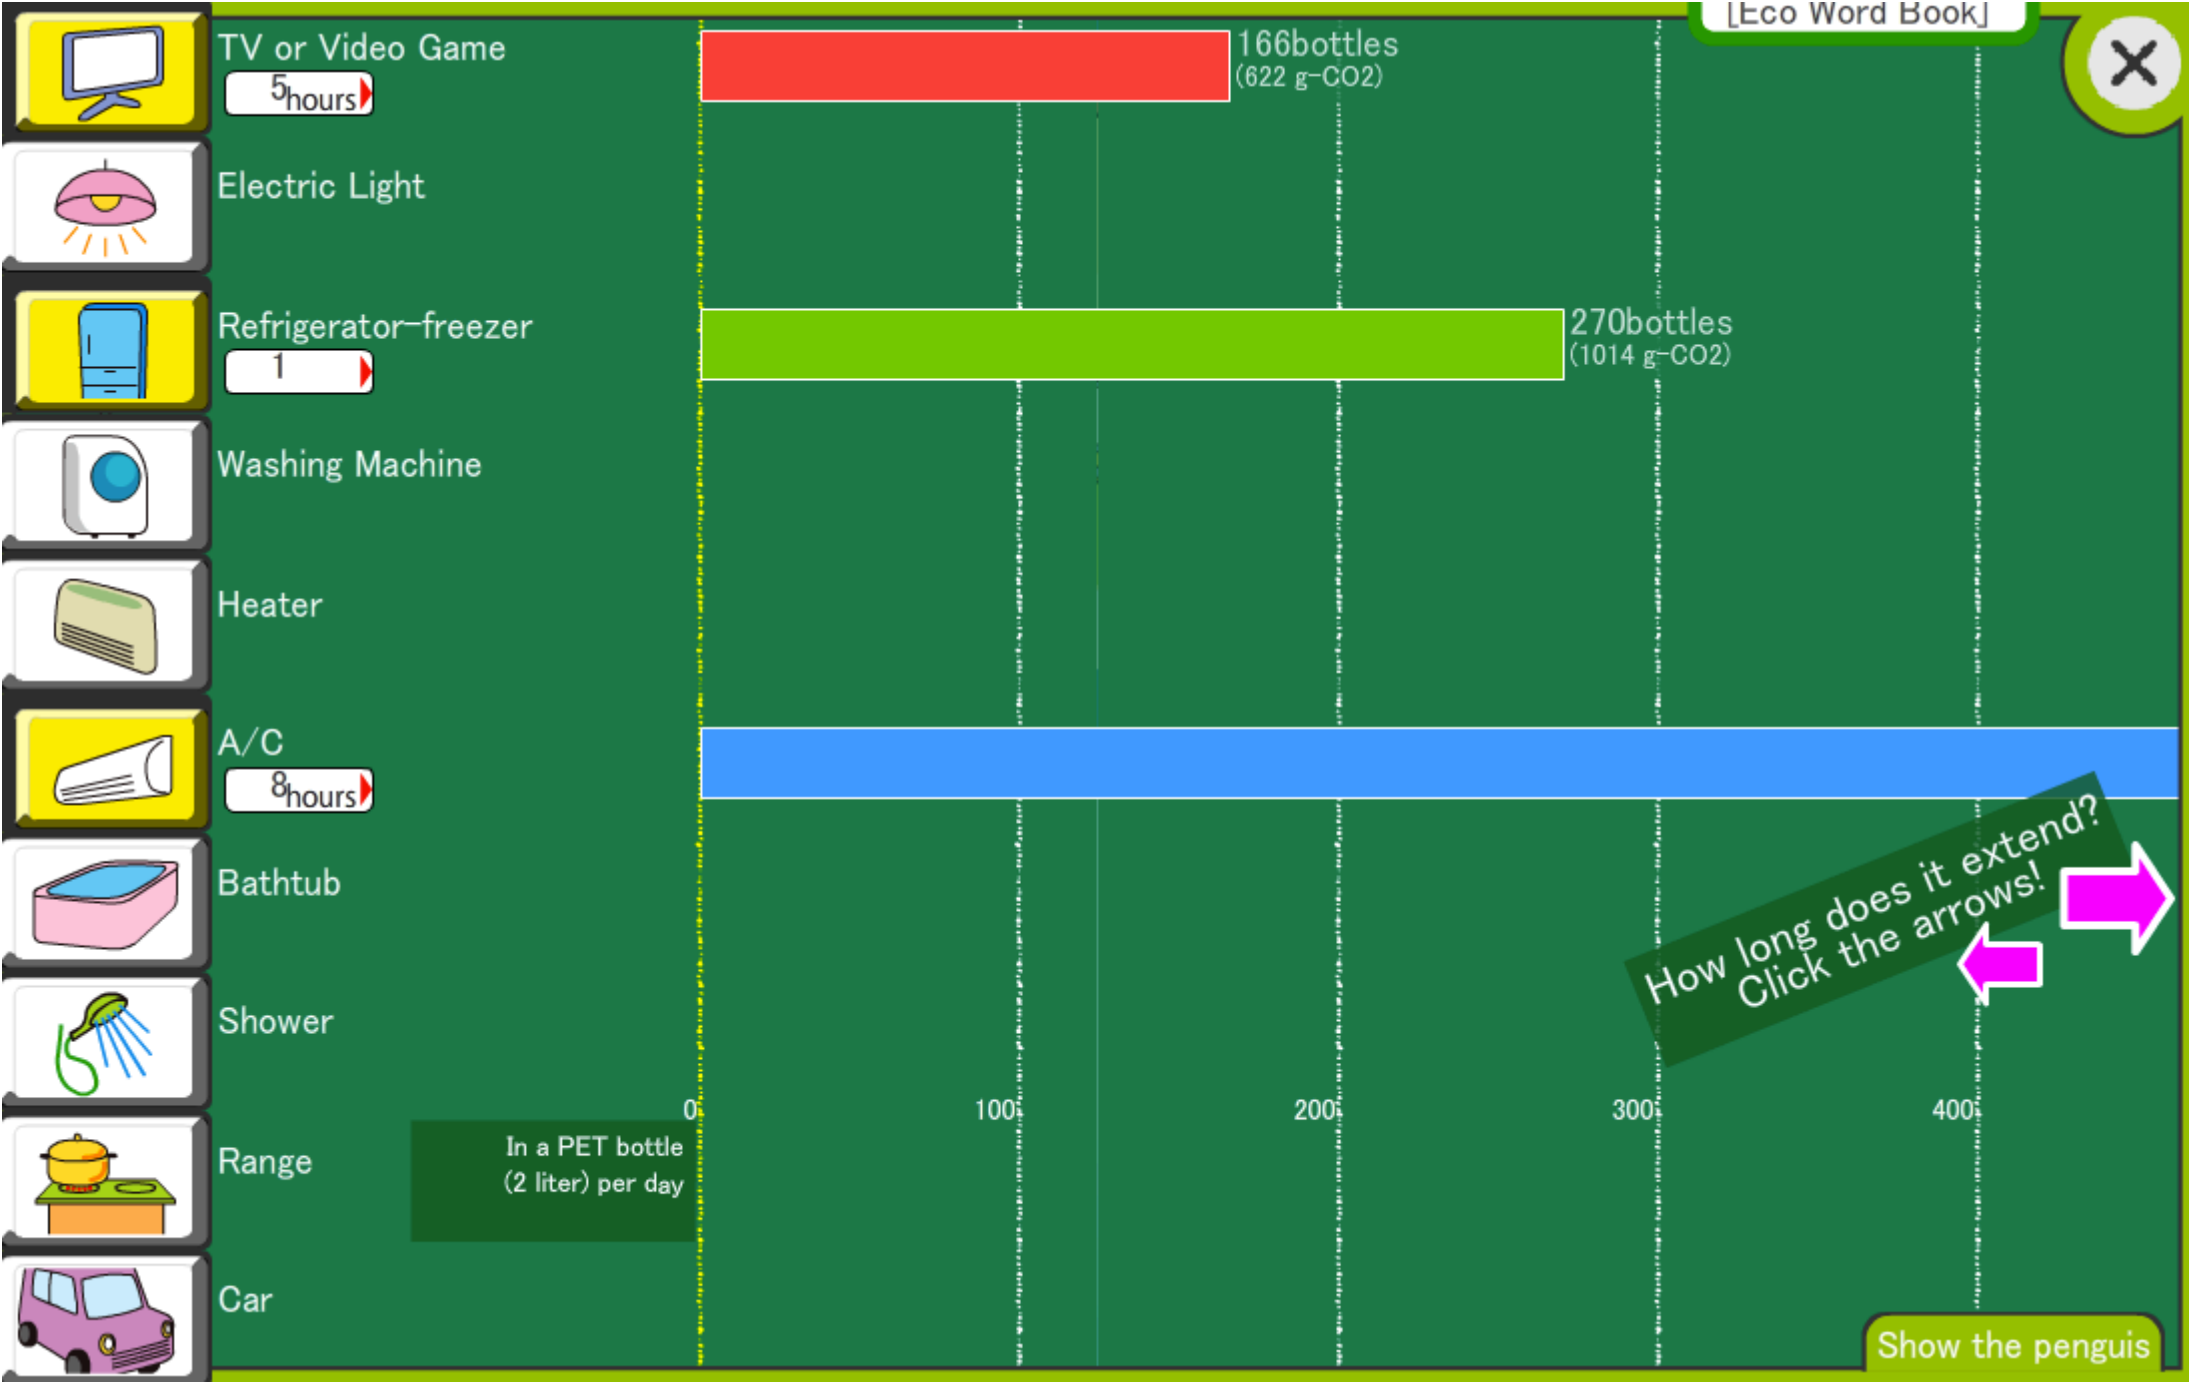 [Eco Word Book]
TV or Video Game
5hours
166bottles
(622 g-CO2)
Electric Light
Refrigerator-freezer
1
270bottles
(1014 g-CO2)
Washing Machine
Heater
A/C
8hours
How long does it extend?
Click the arrows!
Bathtub
Shower
0 100 200 300 400
In a PET bottle
(2 liter) per day
Range
Car
Show the penguis